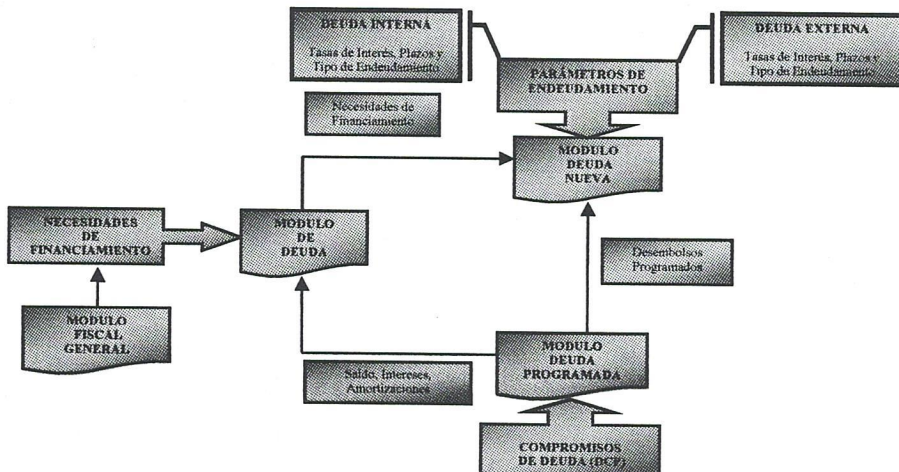 DEUDA INTERNA
Tasas de Interés, Plazos y
Tipo de Endeudamiento
DEUDA EXTERNA
Tasas de Interés, Plazos y
Tipo de Endeudamiento
PARÁMETROS DE
ENDEUDAMIENTO
Necesidades de
Financiamiento
MODULO
DEUDA
NUEVA
NECESIDADES
DE
FINANCIAMIENTO
MODULO
DE
DEUDA
Desembolsos
Programados
MODULO
FISCAL
GENERAL
MODULO
DEUDA
PROGRAMADA
Saldo, Intereses,
Amortizaciones
COMPROMISOS
DE DEUDA (DCP)